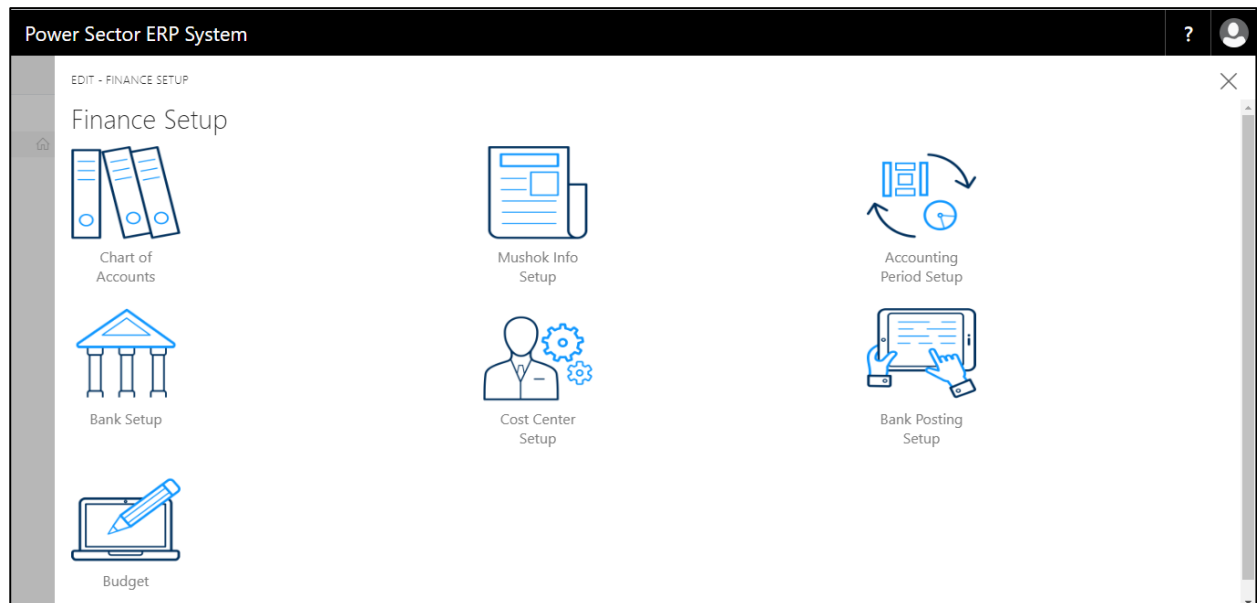 Power Sector ERP System
?
EDIT - FINANCE SETUP
Finance Setup
Chart of
Accounts
Mushok Info
Setup
Accounting
Period Setup
Bank Setup
Cost Center
Setup
Bank Posting
Setup
Budget